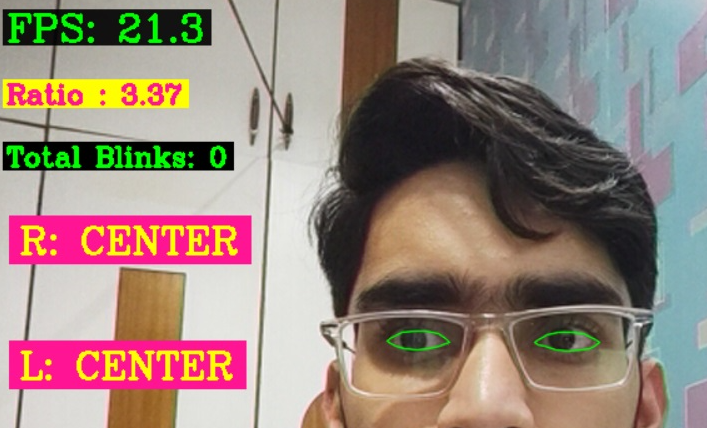 FPS: 21.3
Ratio : 3.37
Total Blinks: 0
R: CENTER
L: CENTER